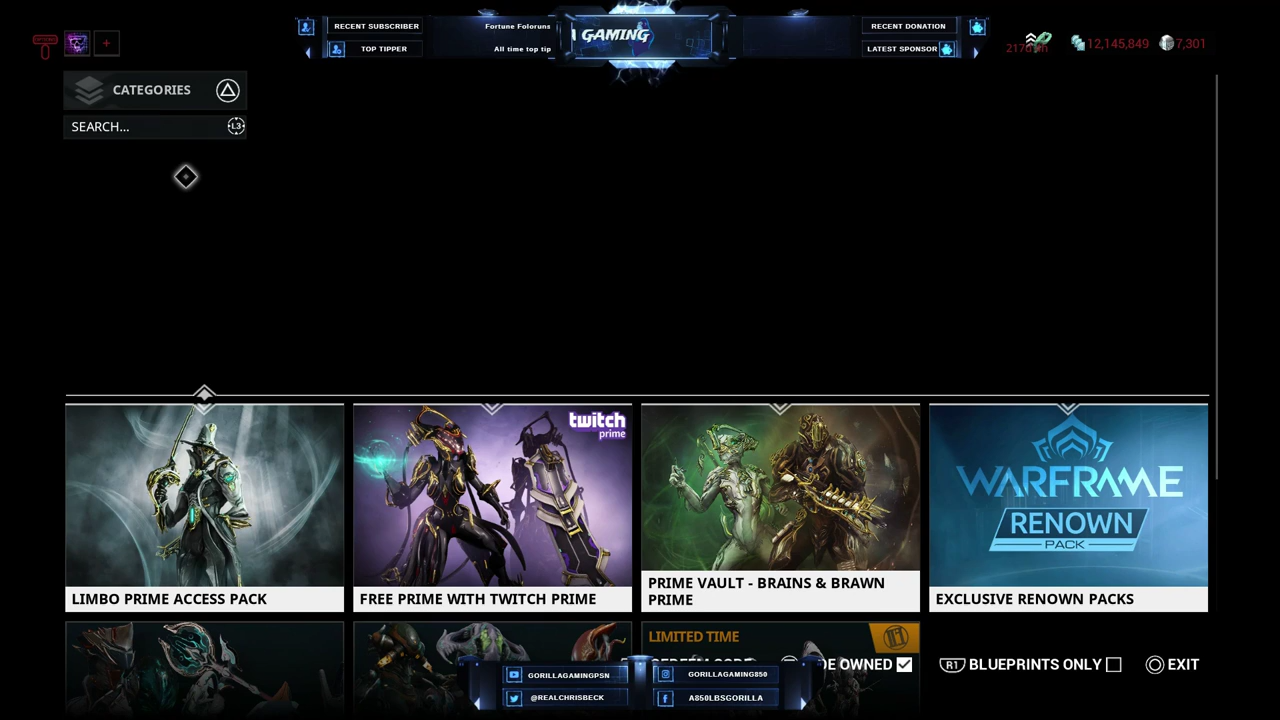 RECENT SUBSCRIBER
Fortune Foloruns
GAMING
RECENT DONATION
TOP TIPPER
All time top tip
LATEST SPONSOR
12,145,849
7,301
CATEGORIES
SEARCH...
L3
twitch
prime
WARFRAME
RENOWN
PACK
LIMBO PRIME ACCESS PACK
FREE PRIME WITH TWITCH PRIME
PRIME VAULT - BRAINS & BRAWN
PRIME
EXCLUSIVE RENOWN PACKS
LIMITED TIME
OWNED
R1 BLUEPRINTS ONLY
EXIT
GORILLAGAMINGPSN
GORILLAGAMING850
@REALCHRISBECK
A850LBSGORILLA